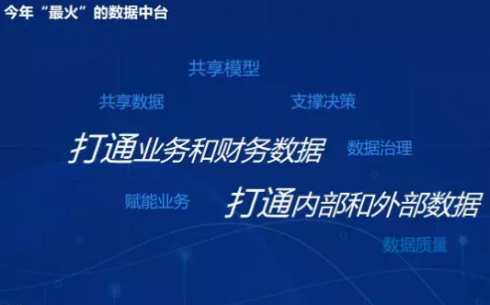 今年“最火”的数据中台
共享模型
共享数据
支撑决策
打通业务和财务数据
数据治理
赋能业务
打通内部和外部数据
数据质量